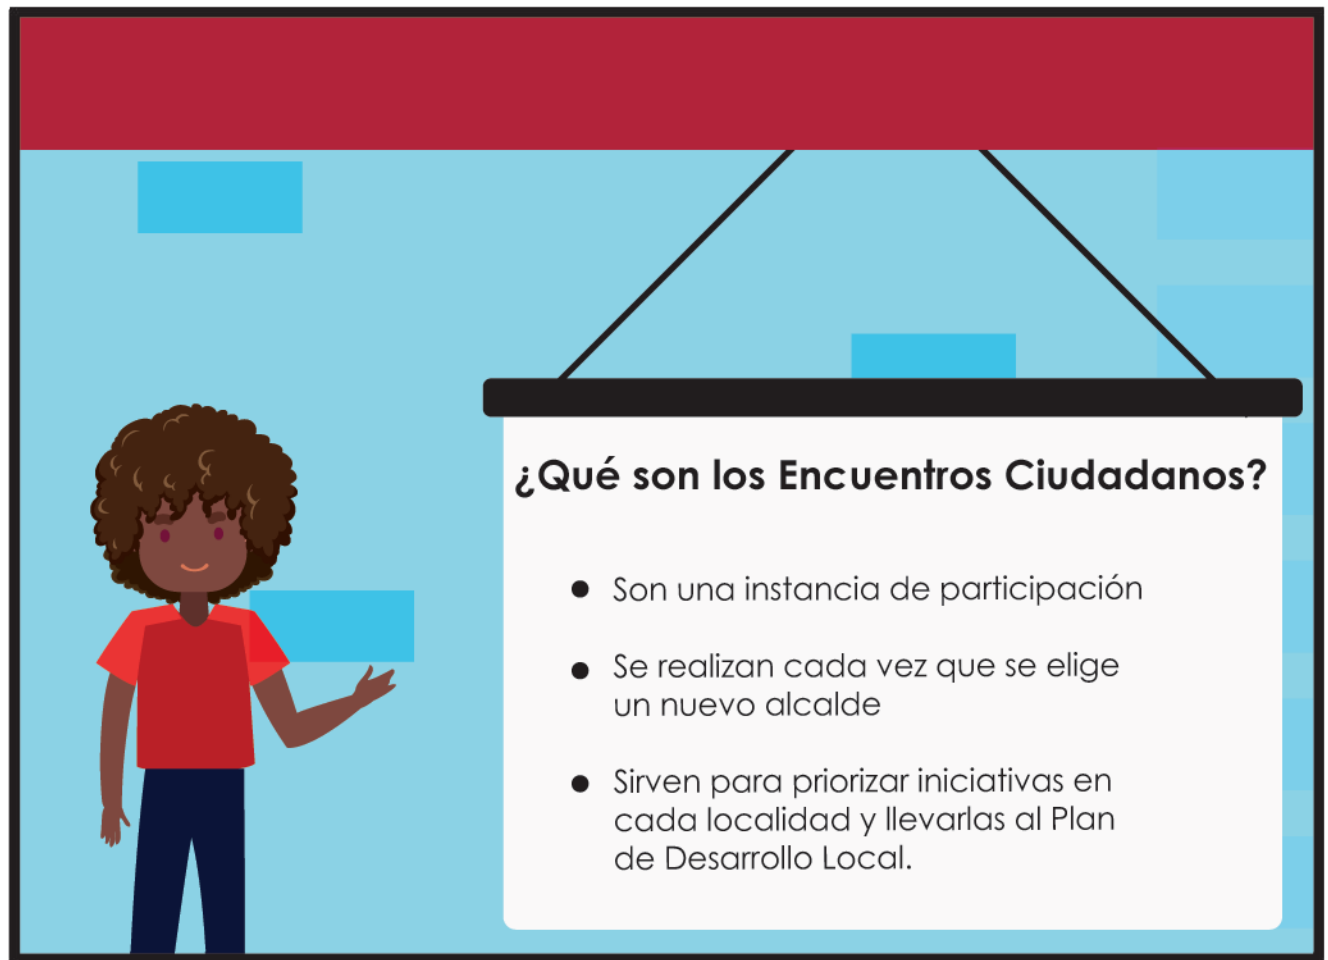 ¿Qué son los Encuentros Ciudadanos?
● Son una instancia de participación
● Se realizan cada vez que se elige
un nuevo alcalde
● Sirven para priorizar iniciativas en
cada localidad y llevarlas al Plan
de Desarrollo Local.